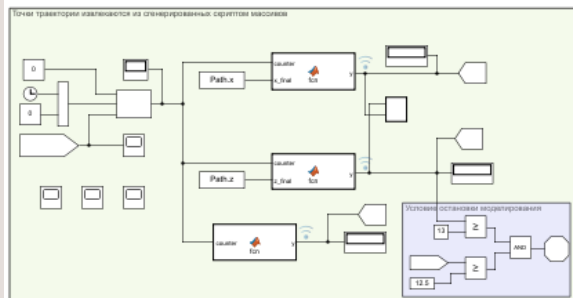 Точки траектории извлекаются из сгенерированных скриптом массивов
0
0
counter
x_final
fcn
y
Path.x
counter
z_final
fcn
y
Path.z
counter
fcn
y
Условие остановки моделирования
13
≥
AND
≥
12.5